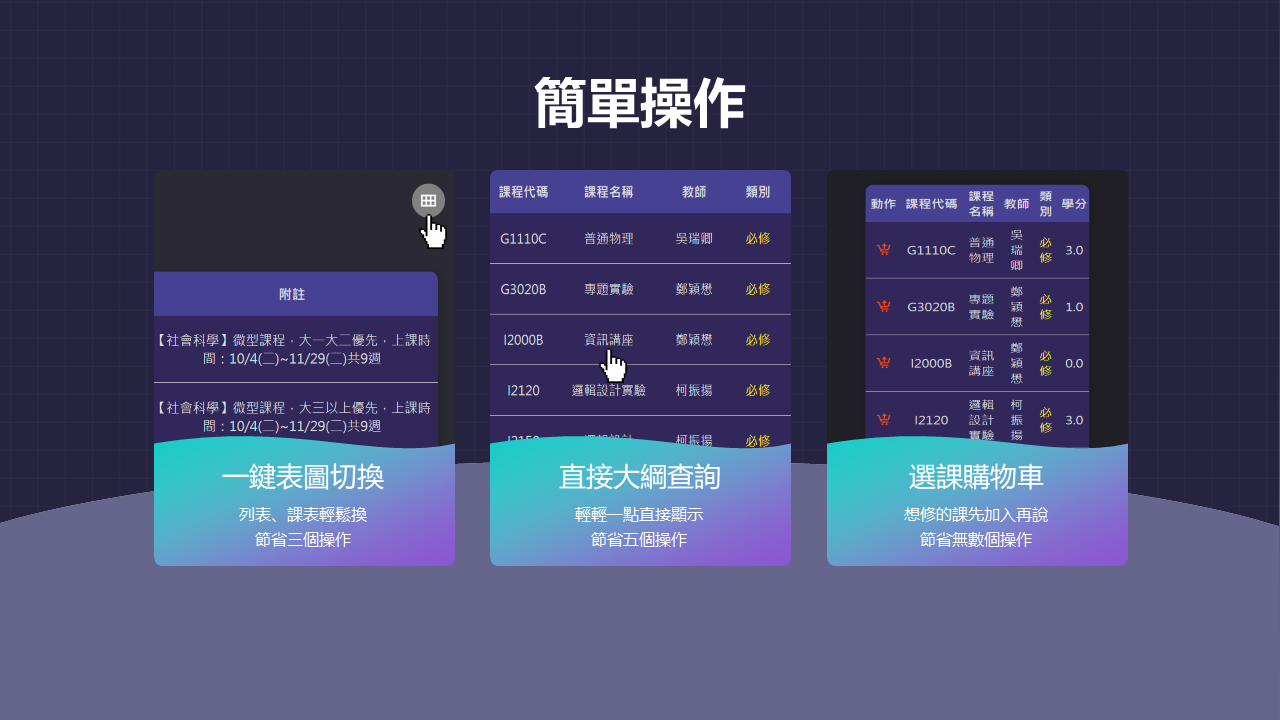 簡單操作
附註
【社會科學】微型課程，大一大二優先，上課時
間：10/4(二)~11/29(二)共9週
【社會科學】微型課程，大三以上優先，上課時
間：10/4(二)~11/29(二)共9週
一鍵表圖切換
列表、課表輕鬆換
節省三個操作
課程代碼 課程名稱 教師 類別
G1110C 普通物理 吳瑞卿 必修
G3020B 專題實驗 鄭穎懋 必修
I2000B 資訊講座 鄭穎懋 必修
I2120 邏輯設計實驗 柯振揚 必修
I2150 邏輯設計 柯振揚 必修
直接大綱查詢
輕輕一點直接顯示
節省五個操作
動作 課程代碼 課程名稱 教師 類別 學分
G1110C 普通物理 吳瑞卿 必修 3.0
G3020B 專題實驗 鄭穎懋 必修 1.0
I2000B 資訊講座 鄭穎懋 必修 0.0
I2120 邏輯設計實驗 柯振揚 必修 3.0
選課購物車
想修的課先加入再說
節省無數個操作